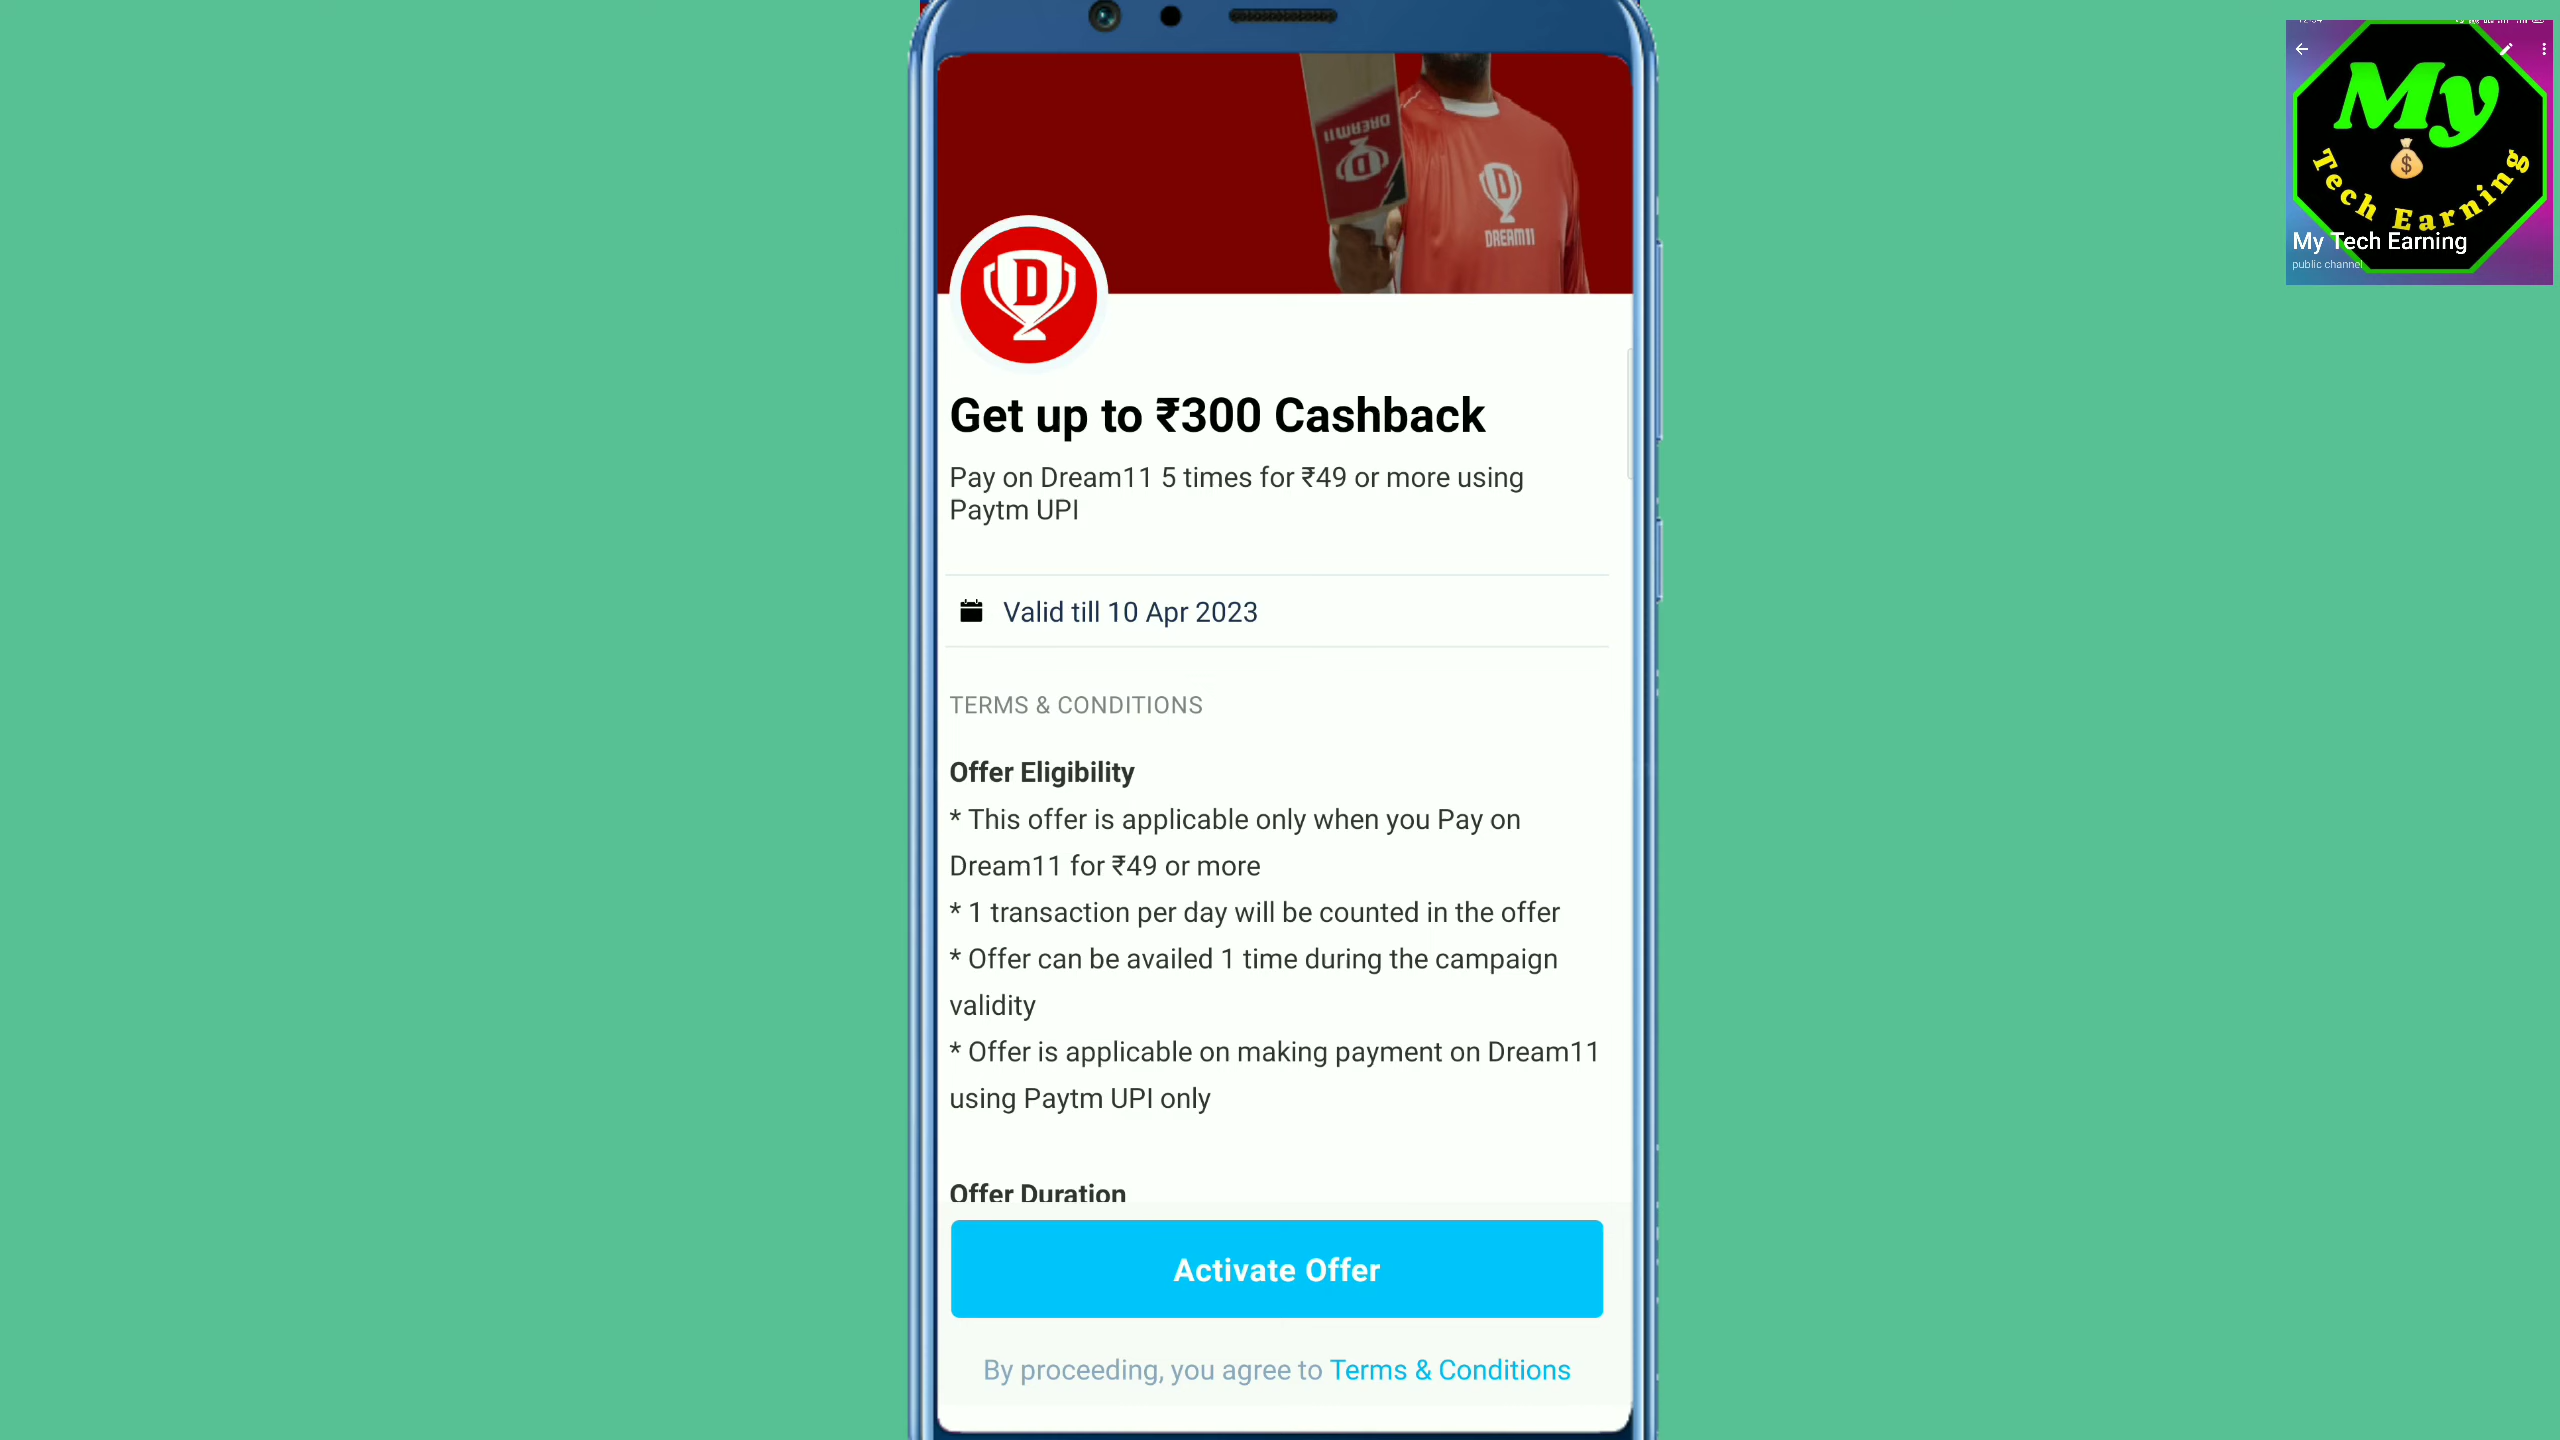 DREAM11
DREAM11
Get up to ₹300 Cashback
Pay on Dream11 5 times for ₹49 or more using
Paytm UPI
Valid till 10 Apr 2023
TERMS & CONDITIONS
Offer Eligibility
* This offer is applicable only when you Pay on
Dream11 for ₹49 or more
* 1 transaction per day will be counted in the offer
* Offer can be availed 1 time during the campaign
validity
* Offer is applicable on making payment on Dream11
using Paytm UPI only
Offer Duration
Activate Offer
By proceeding, you agree to Terms & Conditions
My
Tech Earning
My Tech Earning
public channel